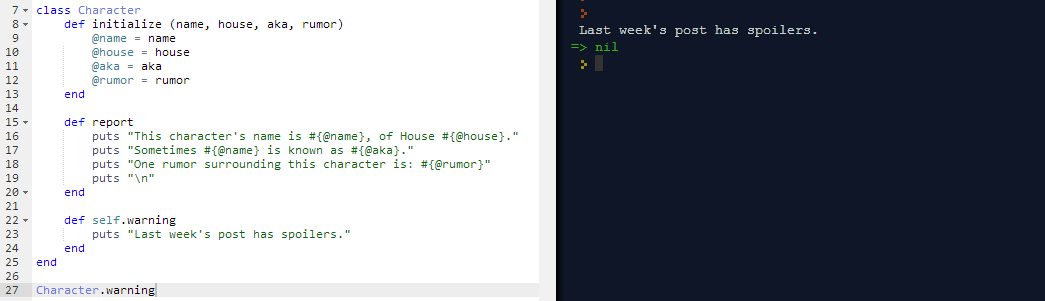 7 class Character
8 def initialize (name, house, aka, rumor)
9 @name = name
10 @house = house
11 @aka = aka
12 @rumor = rumor
13 end
14
15 def report
16 puts "This character's name is #{@name}, of House #{@house}."
17 puts "Sometimes #{@name} is known as #{@aka}."
18 puts "One rumor surrounding this character is: #{@rumor}"
19 puts "\n"
20 end
21
22 def self.warning
23 puts "Last week's post has spoilers."
24 end
25 end
26
27 Character.warning
Last week's post has spoilers.
=> nil